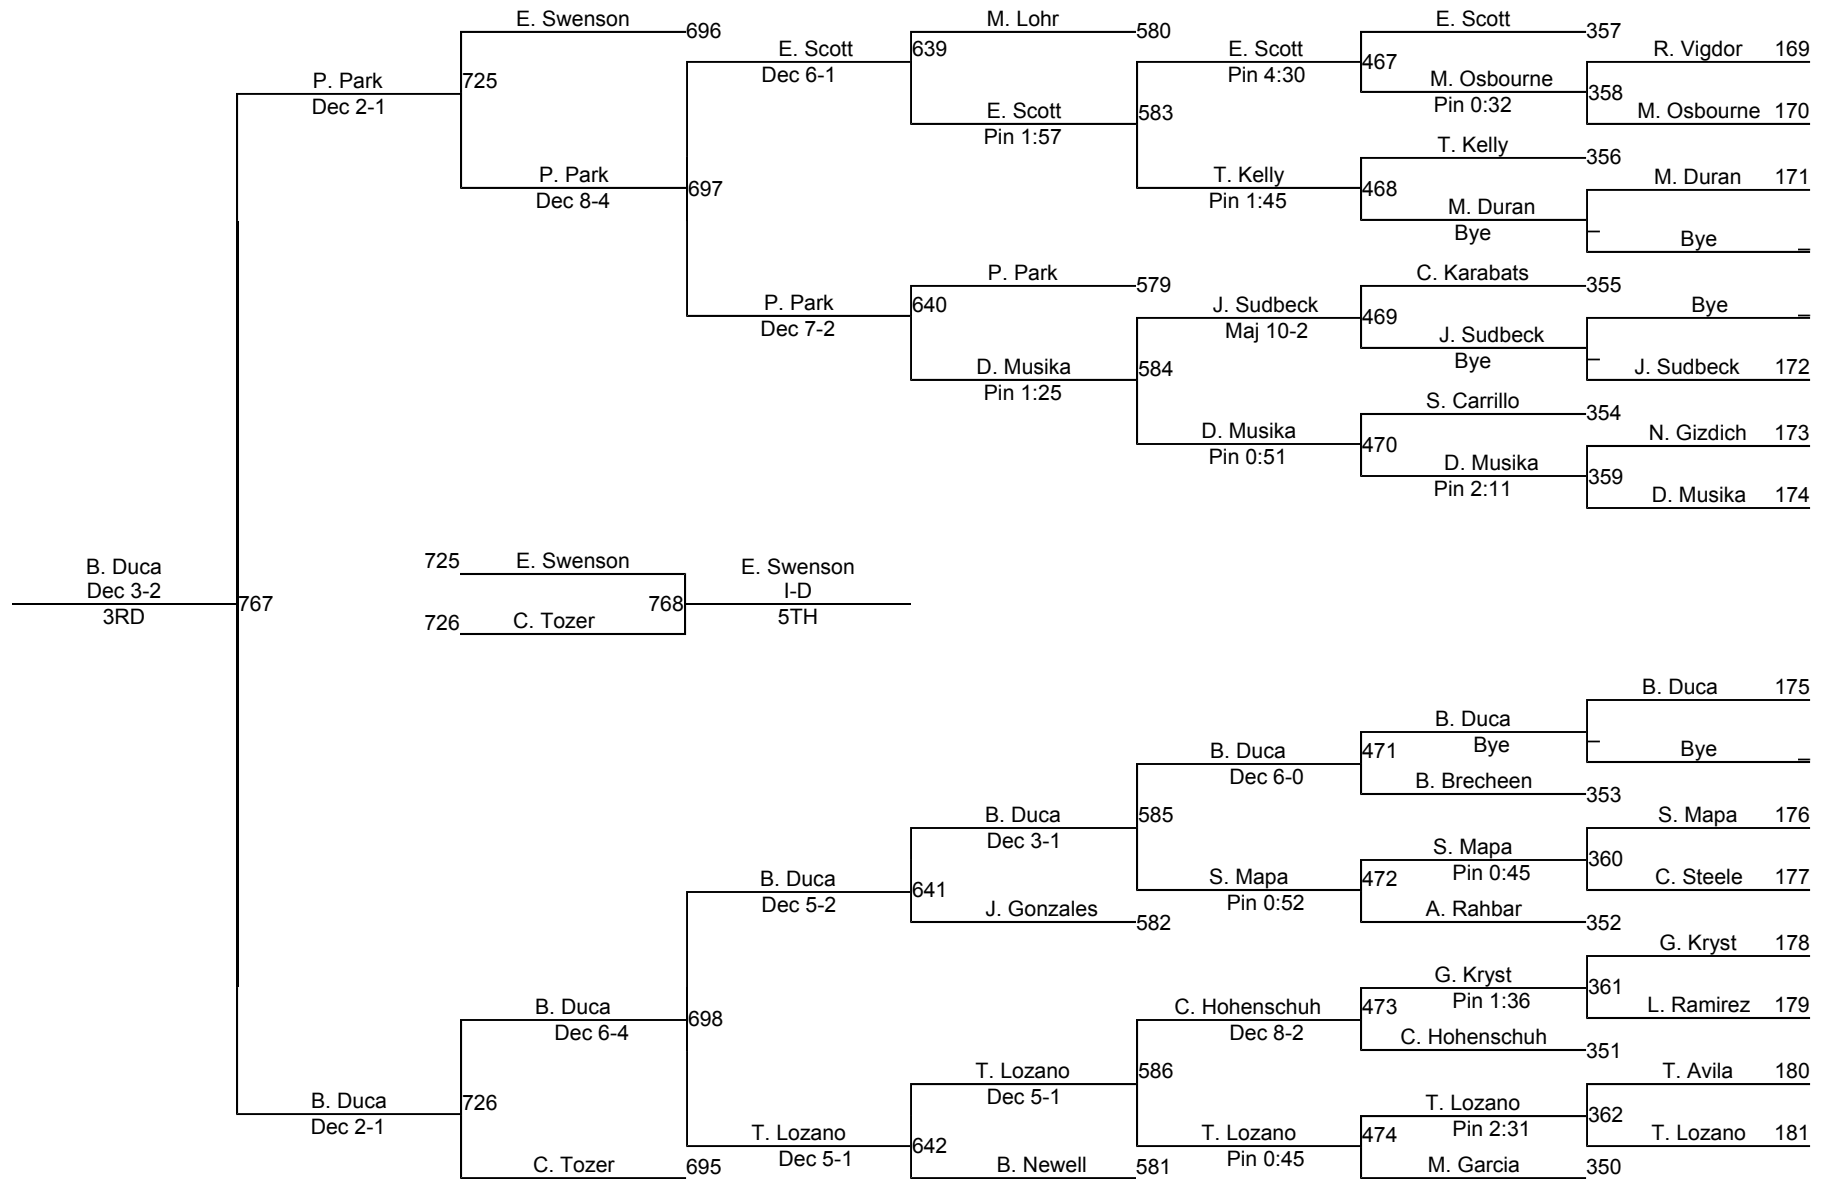 E. Swenson
696
M. Lohr
580
E. Scott
357
E. Scott
Dec 6-1
639
E. Scott
Pin 4:30
467
R. Vigdor 169
P. Park
Dec 2-1
725
M. Osbourne
Pin 0:32
358
E. Scott
Pin 1:57
583
M. Osbourne 170
T. Kelly
356
P. Park
Dec 8-4
697
T. Kelly
Pin 1:45
468
M. Duran 171
M. Duran
Bye
_
Bye _
P. Park
579
C. Karabats
355
P. Park
Dec 7-2
640
J. Sudbeck
Maj 10-2
469
Bye _
J. Sudbeck
Bye
_
D. Musika
Pin 1:25
584
J. Sudbeck 172
S. Carrillo
354
D. Musika
Pin 0:51
470
N. Gizdich 173
D. Musika
Pin 2:11
359
D. Musika 174
B. Duca
Dec 3-2
3RD
767
725 E. Swenson
726 C. Tozer
768
E. Swenson
I-D
5TH
B. Duca 175
B. Duca
Bye
_
B. Duca
Dec 6-0
471
Bye _
B. Brecheen
353
B. Duca
Dec 3-1
585
S. Mapa 176
S. Mapa
Pin 0:45
360
B. Duca
Dec 5-2
641
S. Mapa
Pin 0:52
472
C. Steele 177
J. Gonzales
582
A. Rahbar
352
G. Kryst 178
G. Kryst
Pin 1:36
361
B. Duca
Dec 6-4
698
C. Hohenschuh
Dec 8-2
473
L. Ramirez 179
C. Hohenschuh
351
T. Lozano
Dec 5-1
586
T. Avila 180
B. Duca
Dec 2-1
726
T. Lozano
Pin 2:31
362
T. Lozano
Dec 5-1
642
T. Lozano
Pin 0:45
474
T. Lozano 181
C. Tozer
695
B. Newell
581
M. Garcia
350